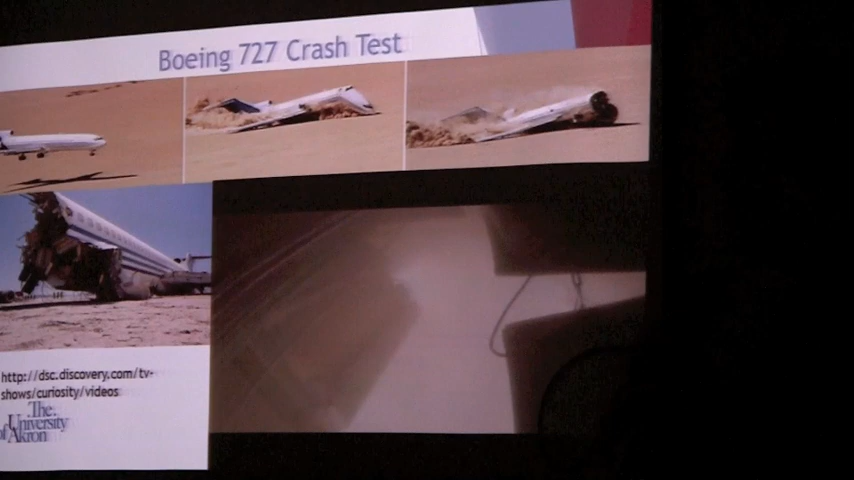 Boeing 727 Crash Test
http://dsc.discovery.com/tv-
shows/curiosity/videos
The
University
of Akron